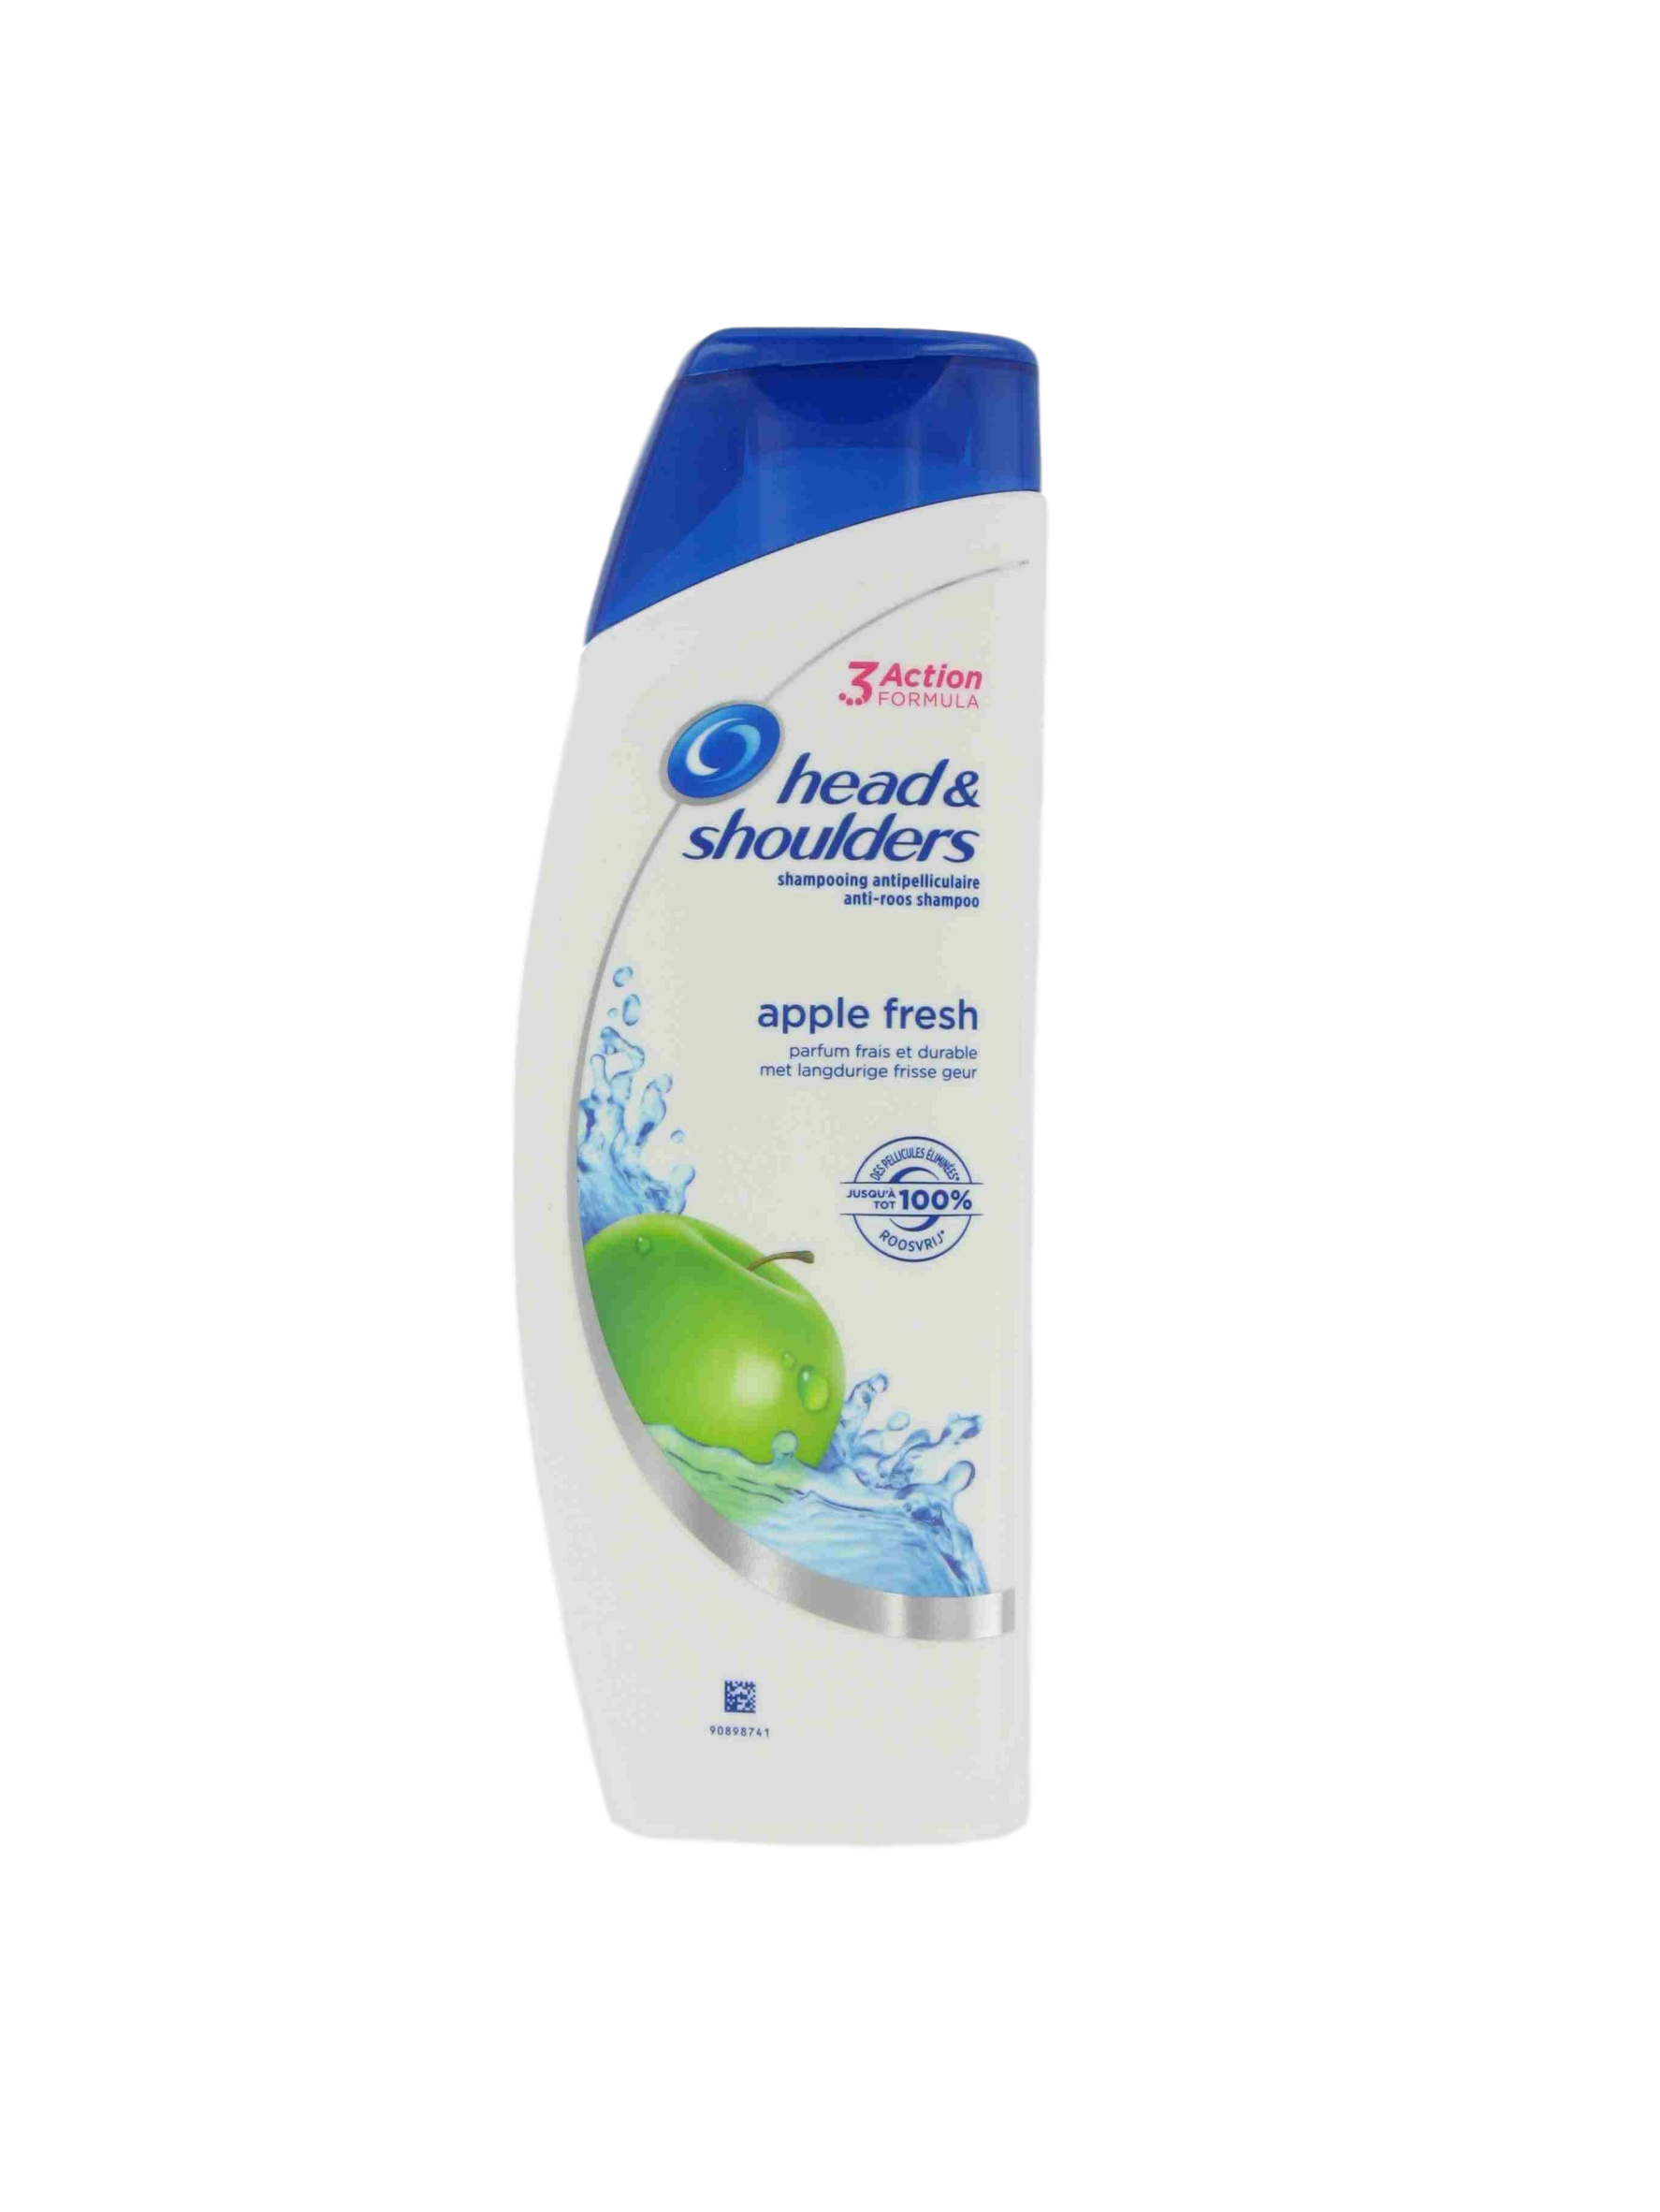 3 Action
FORMULA
head &
shoulders
shampooing antipelliculaire
anti-roos shampoo
apple fresh
parfum frais et durable
met langdurige frisse geur
DES PELLICULES ÉLIMINÉES*
JUSQU'À
TOT 100%
ROOSVRIJ*
90898741